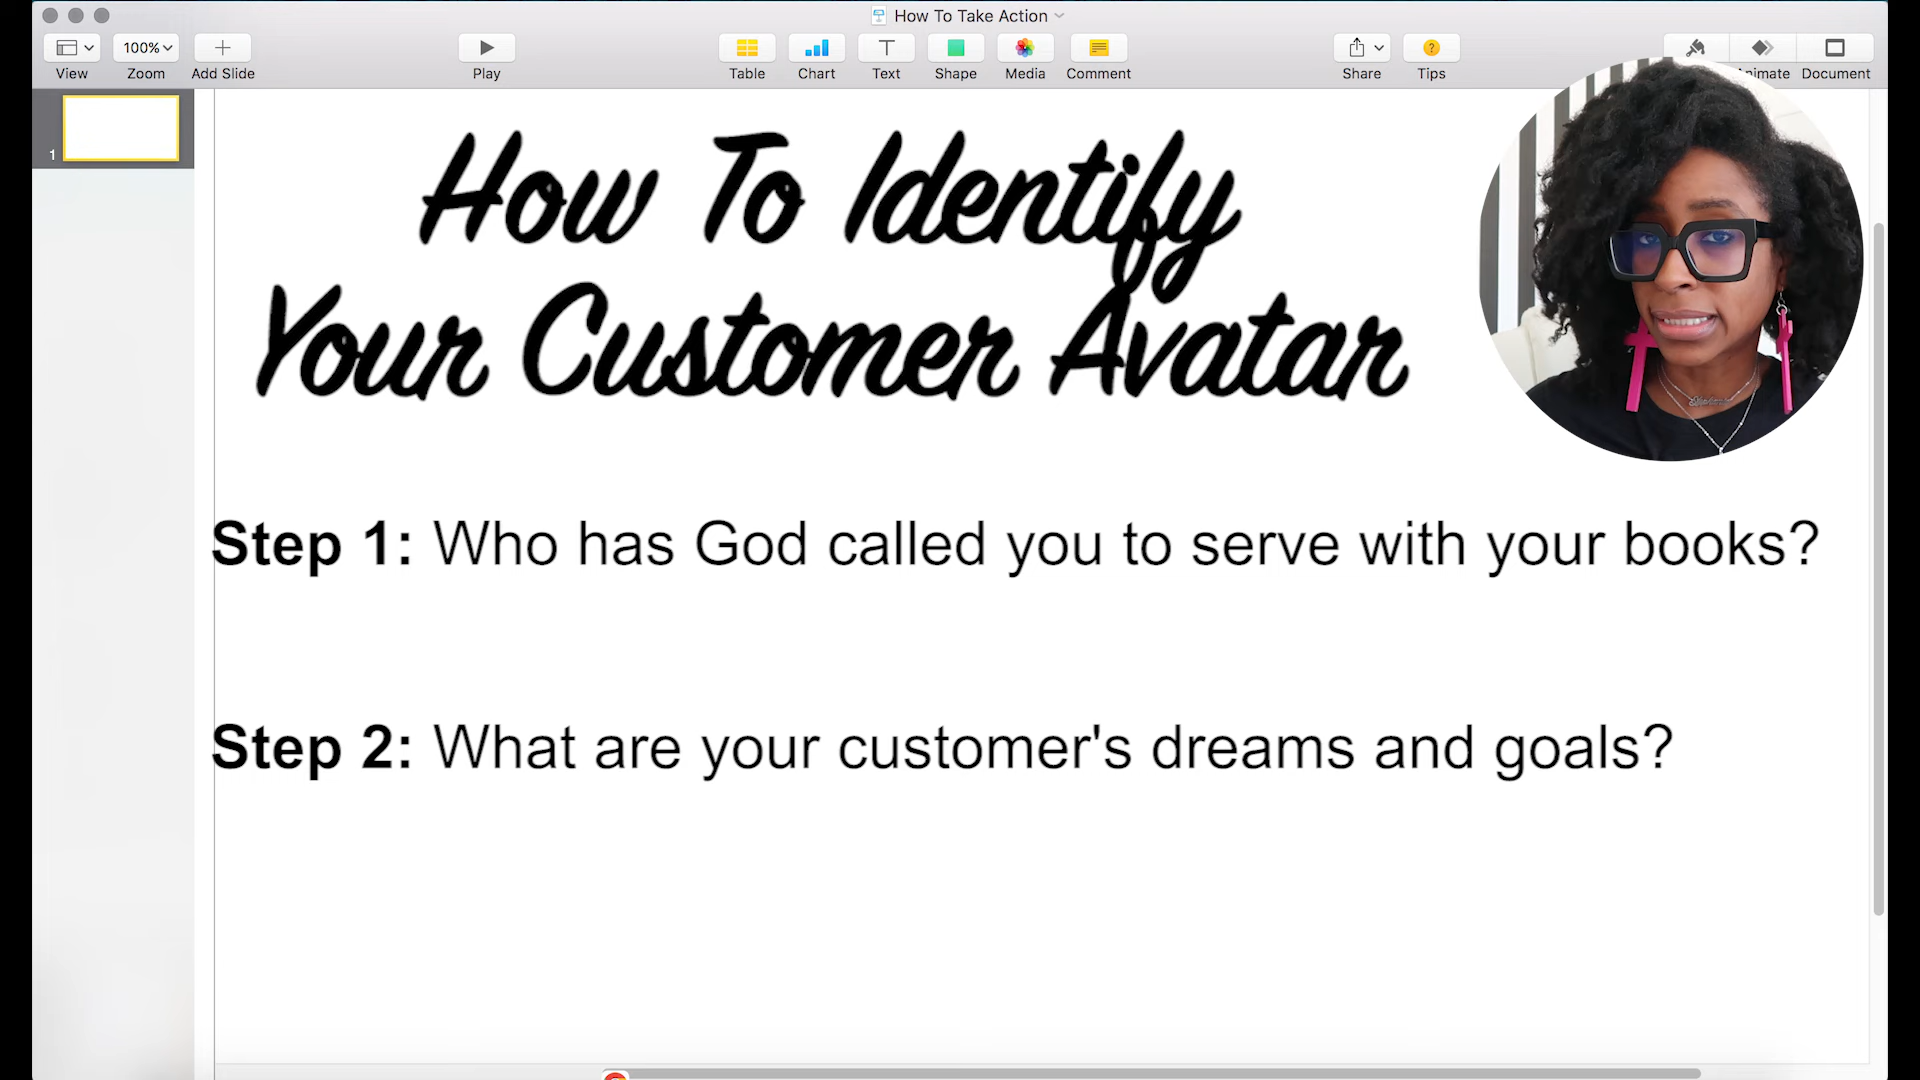 How To Take Action
100%
View
Zoom
Add Slide
Play
Table
Chart
Text
Shape
Media
Comment
Share
Tips
Document
1
How To Identify
Your Customer Avatar
Step 1: Who has God called you to serve with your books?
Step 2: What are your customer's dreams and goals?